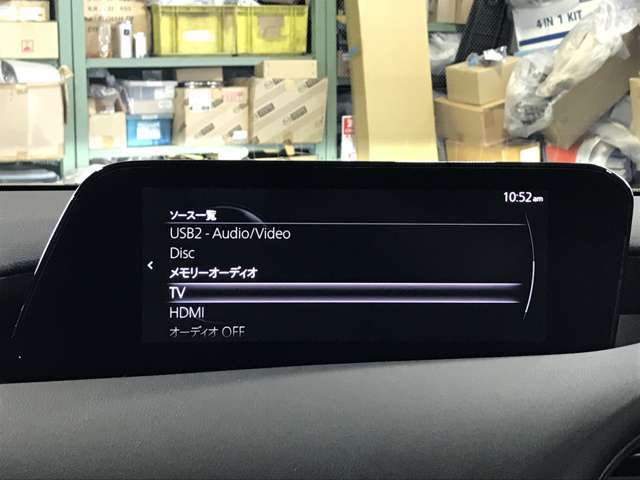 4 IN 1 KIT
10:52am
ソース一覧
USB2 - Audio/Video
Disc
メモリーオーディオ
TV
HDMI
オーディオ OFF